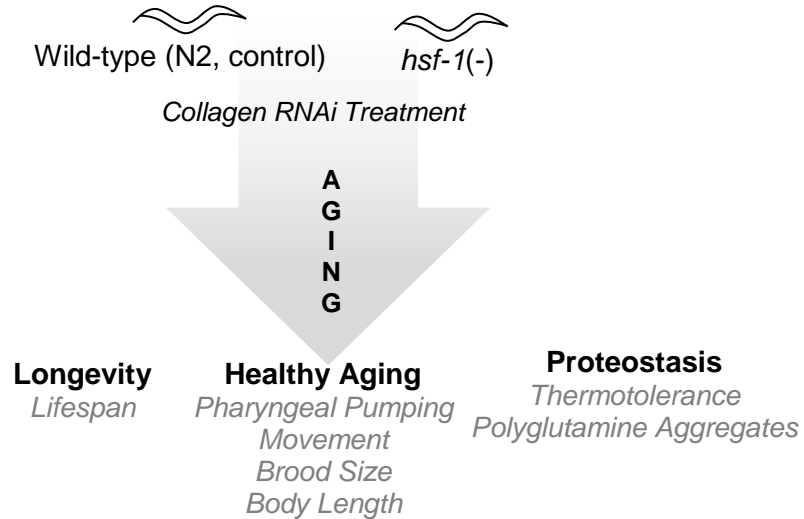 Wild-type (N2, control)
hsf-1(-)
Collagen RNAi Treatment
A
G
I
N
G
Longevity
Lifespan
Healthy Aging
Pharyngeal Pumping
Movement
Brood Size
Body Length
Proteostasis
Thermotolerance
Polyglutamine Aggregates